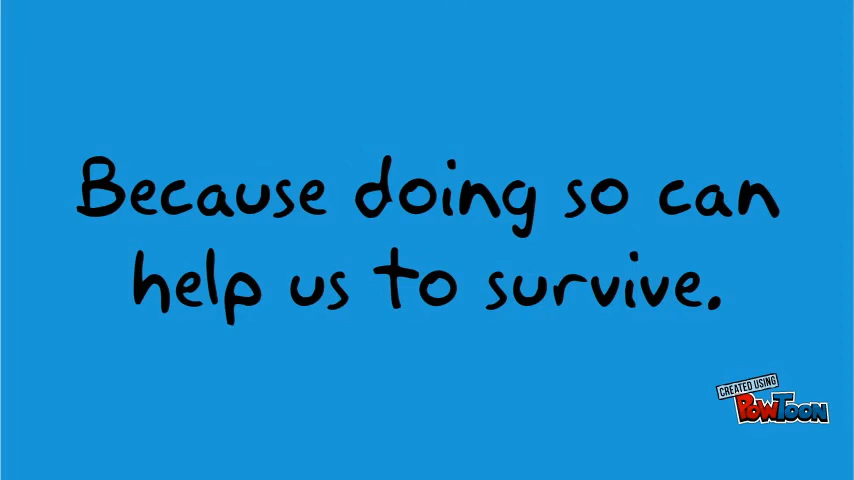 Because doing so can
help us to survive.
CREATED USING
POWTOON